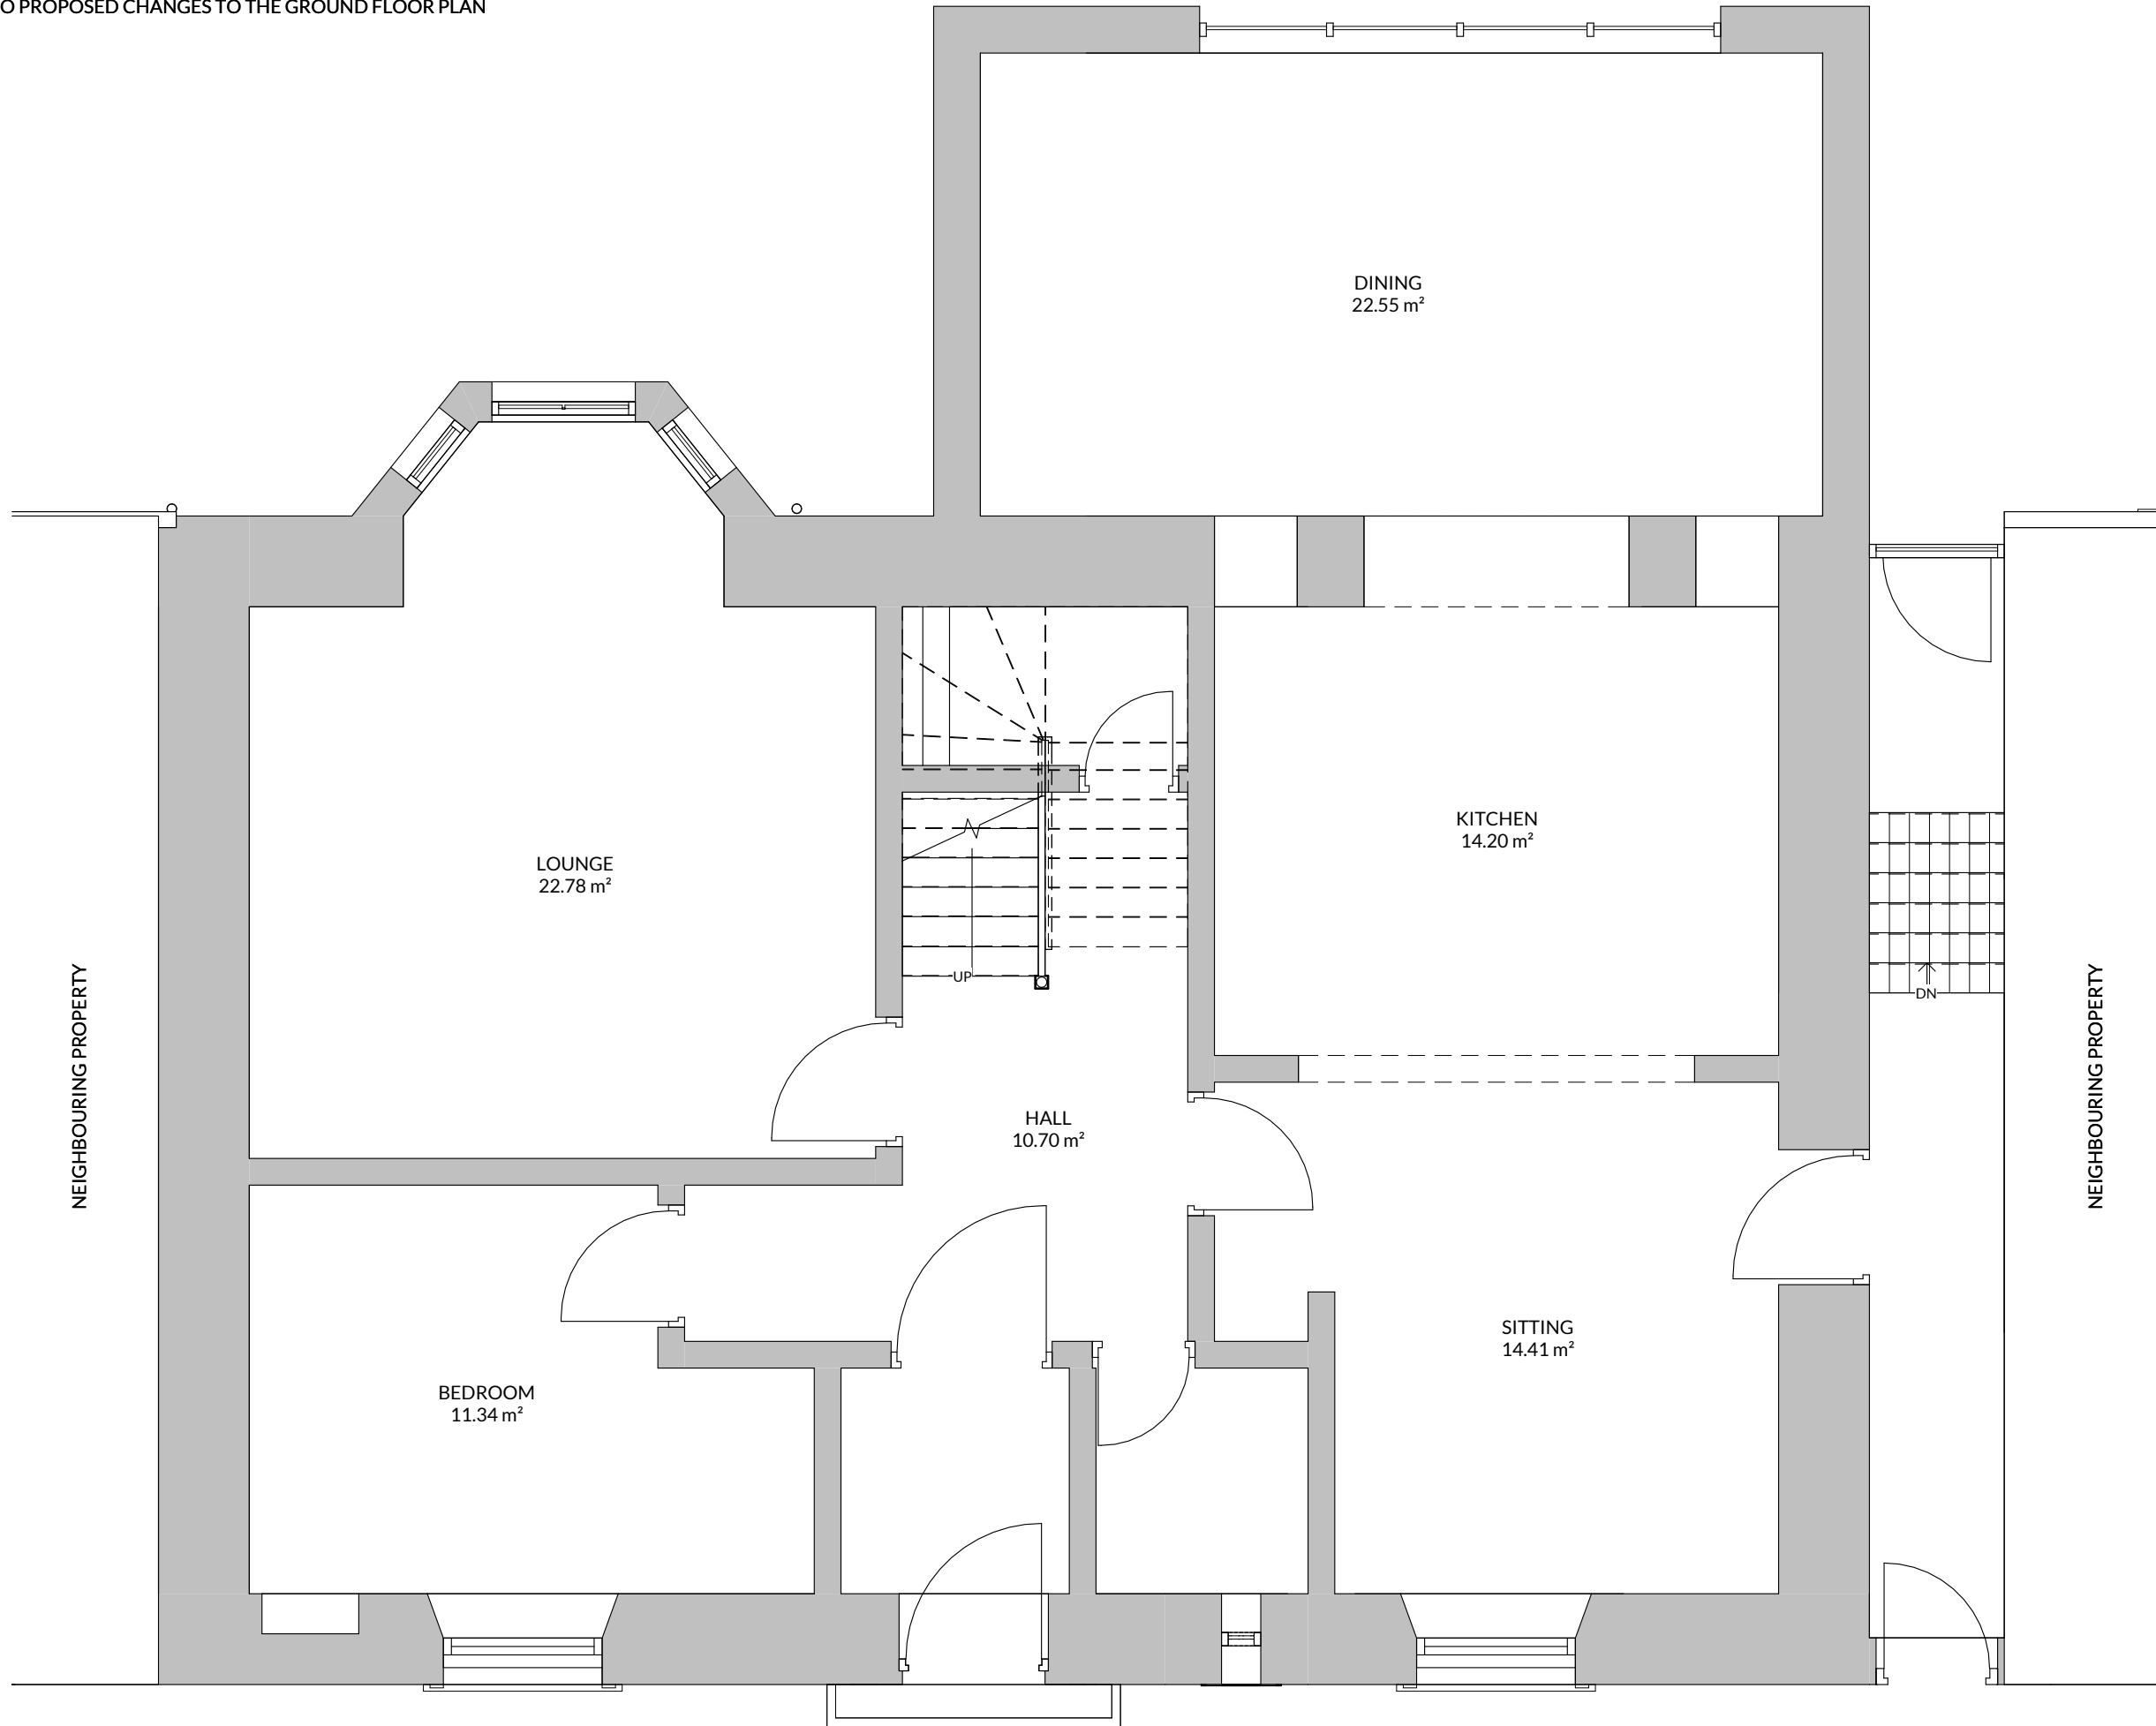 O PROPOSED CHANGES TO THE GROUND FLOOR PLAN
DINING
22.55 m²
KITCHEN
14.20 m²
LOUNGE
22.78 m²
UP
DN
NEIGHBOURING PROPERTY
NEIGHBOURING PROPERTY
HALL
10.70 m²
SITTING
14.41 m²
BEDROOM
11.34 m²